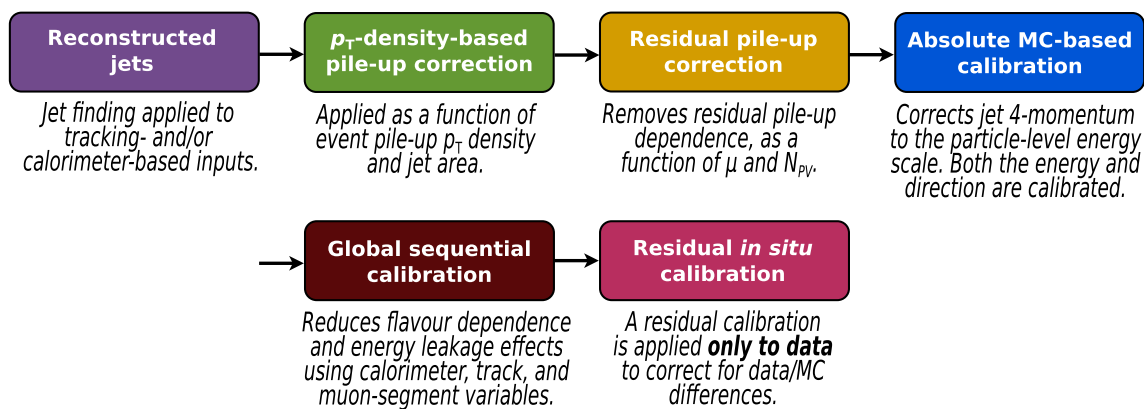 Reconstructed
jets
Jet finding applied to
tracking- and/or
calorimeter-based inputs.
pT-density-based
pile-up correction
Applied as a function of
event pile-up pT density
and jet area.
Residual pile-up
correction
Removes residual pile-up
dependence, as a
function of μ and NPV.
Absolute MC-based
calibration
Corrects jet 4-momentum
to the particle-level energy
scale. Both the energy and
direction are calibrated.
Global sequential
calibration
Reduces flavour dependence
and energy leakage effects
using calorimeter, track, and
muon-segment variables.
Residual in situ
calibration
A residual calibration
is applied only to data
to correct for data/MC
differences.